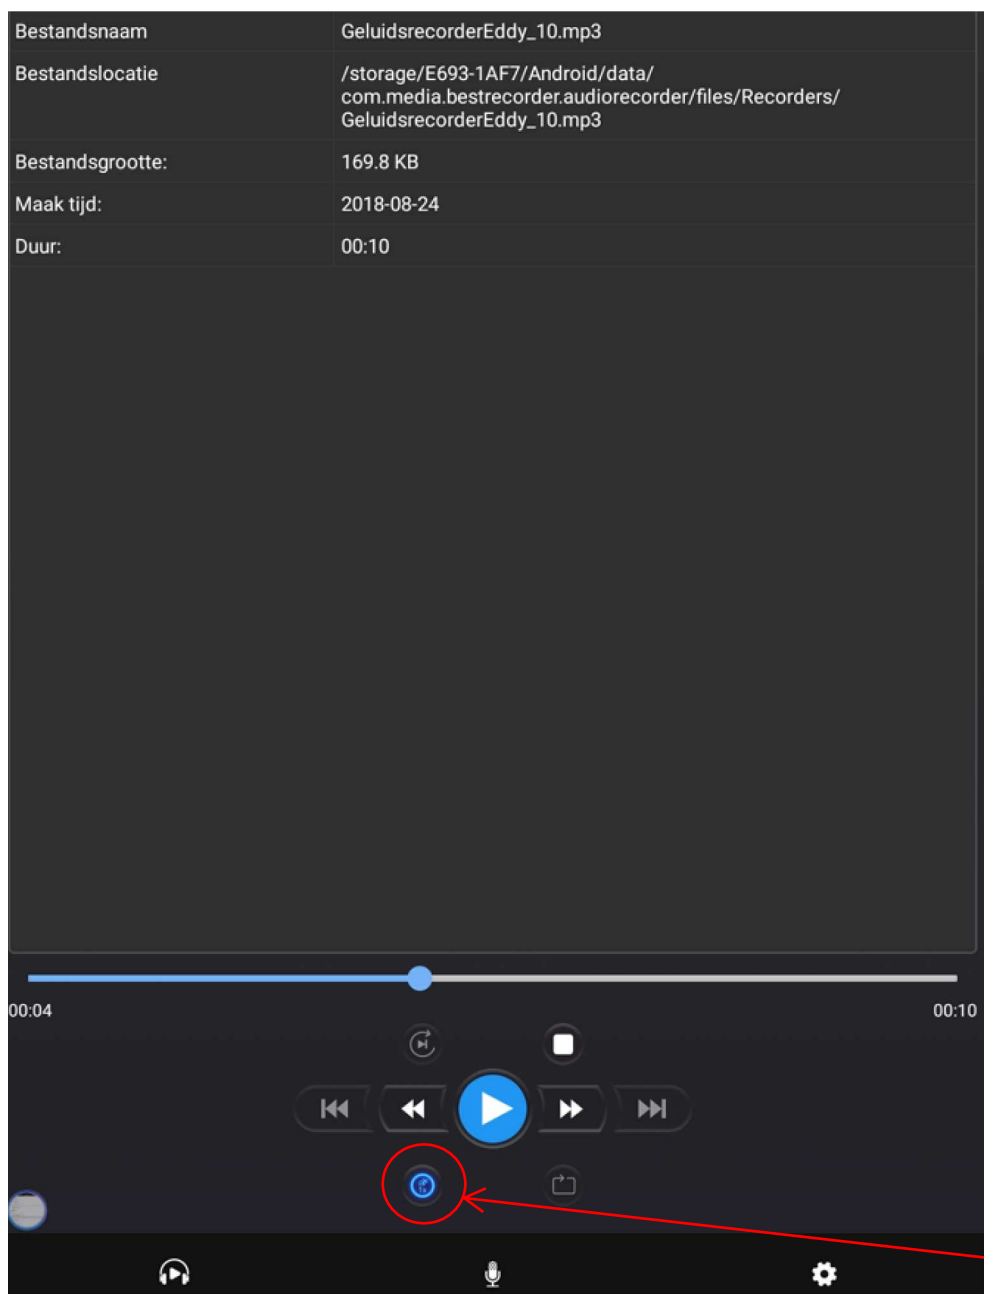 Bestandsnaam GeluidsrecorderEddy_10.mp3
Bestandslocatie /storage/E693-1AF7/Android/data/
com.media.bestrecorder.audiorecorder/files/Recorders/
GeluidsrecorderEddy_10.mp3
Bestandsgrootte: 169.8 KB
Maak tijd: 2018-08-24
Duur: 00:10
00:04 00:10